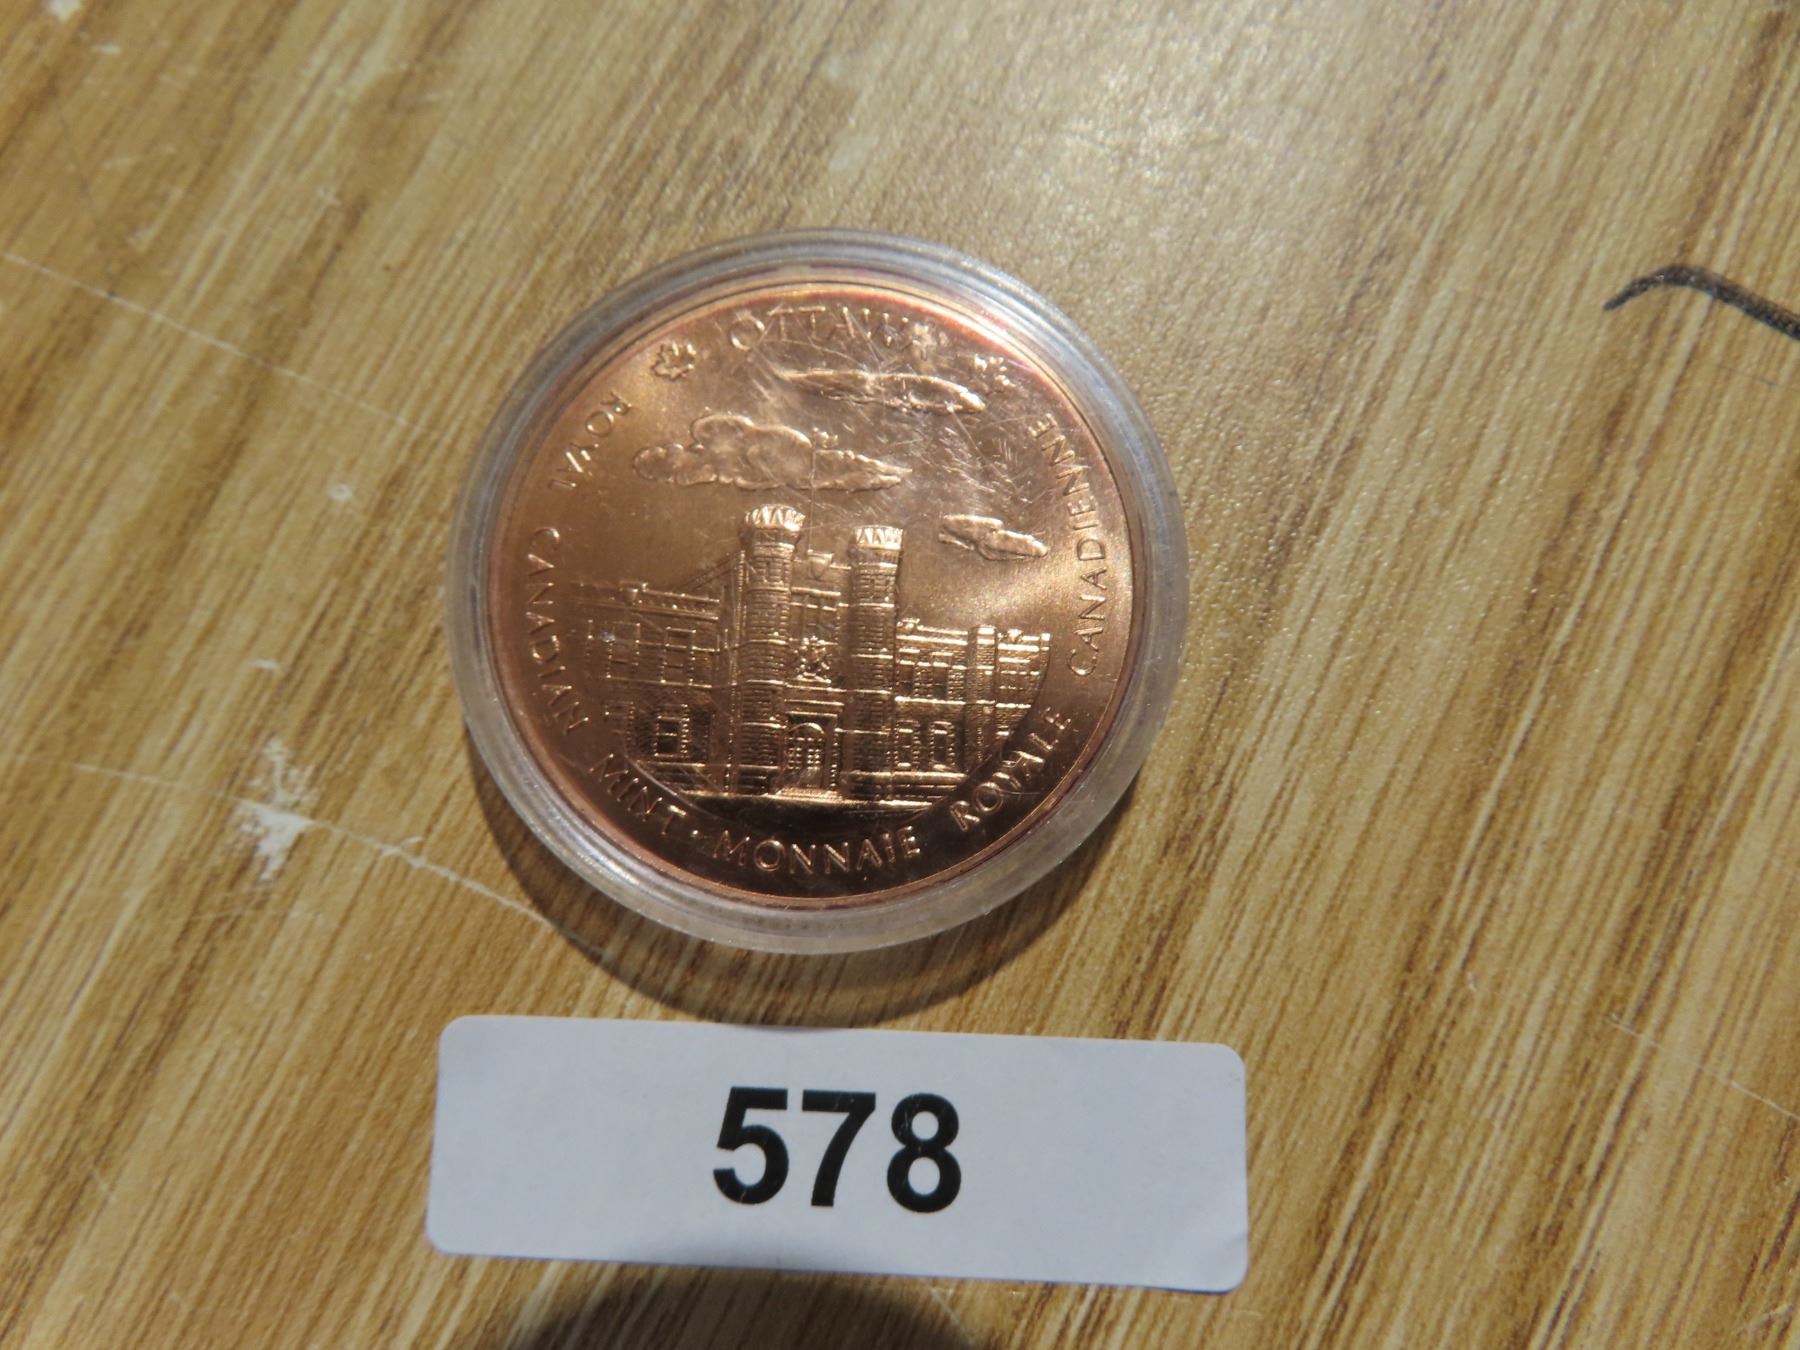 OTTAWA
ROYAL CANADIAN MINT · MONNAIE ROYALE CANADIENNE
578